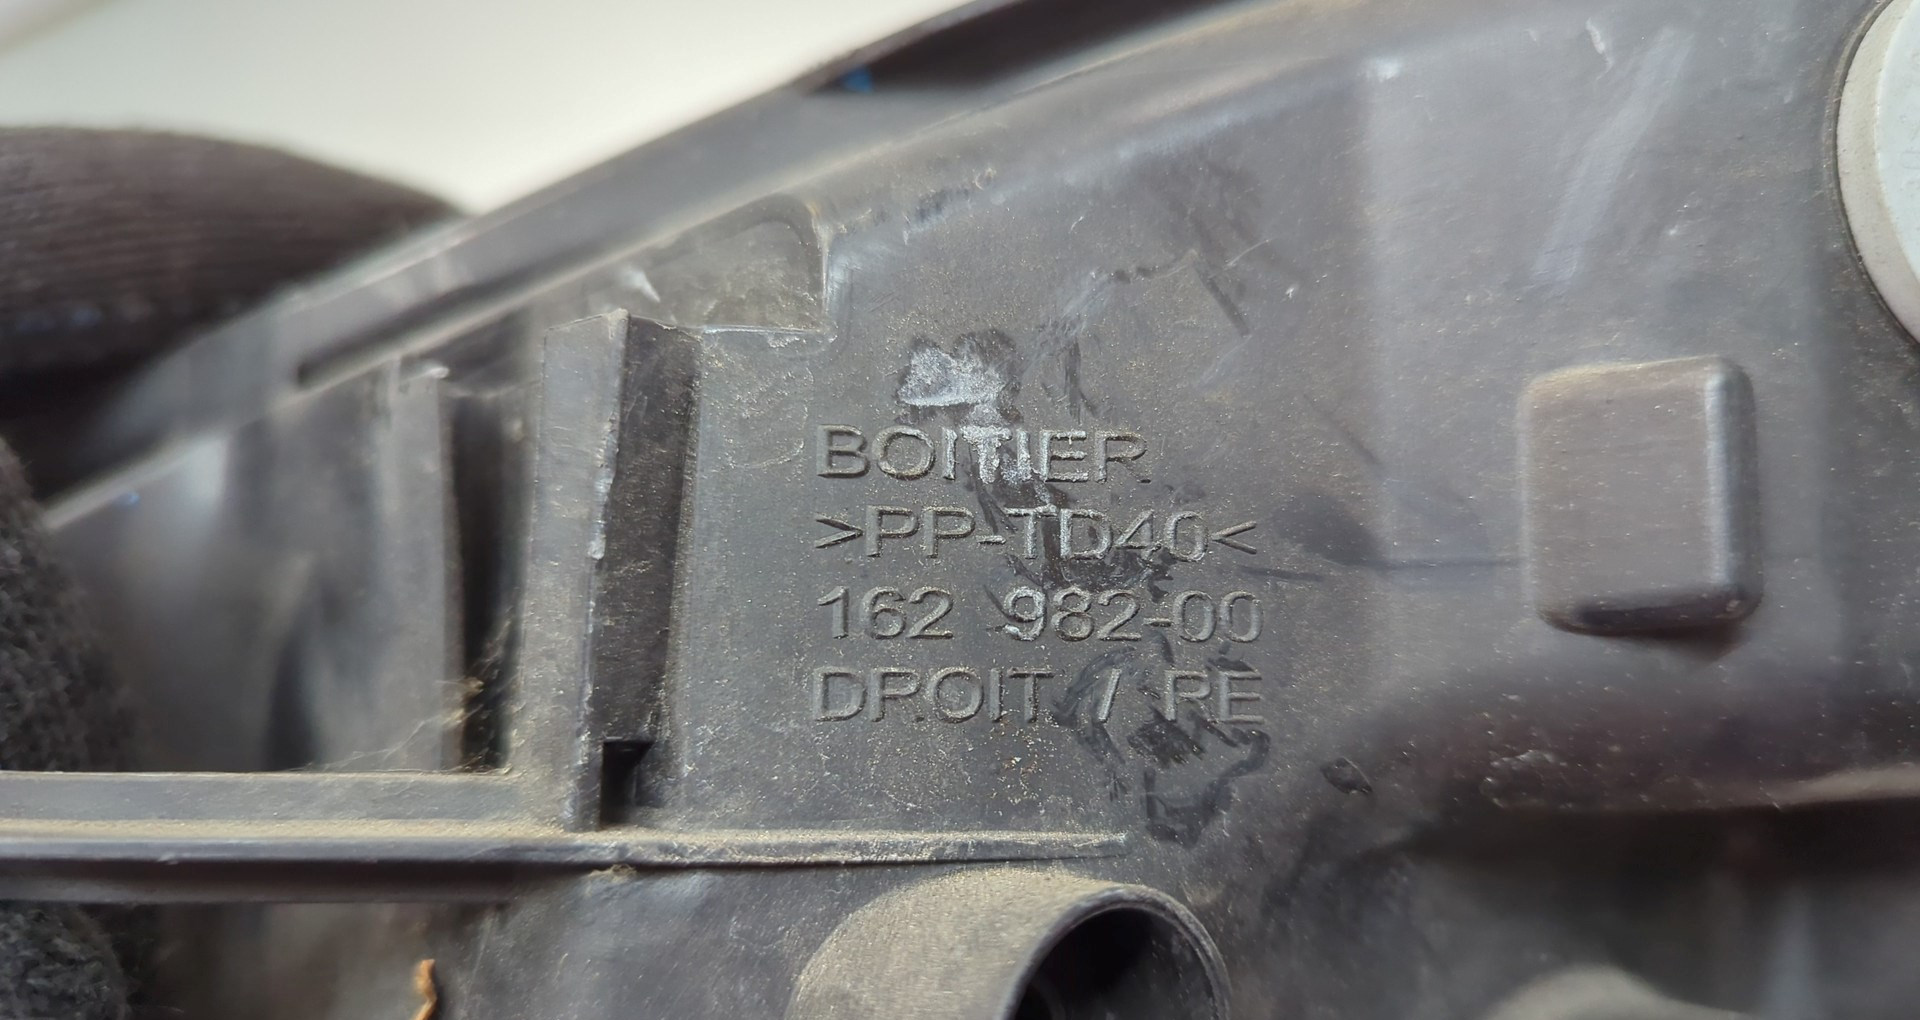 BOITIER
>PP-TD40<
162 982-00
DROIT / RE